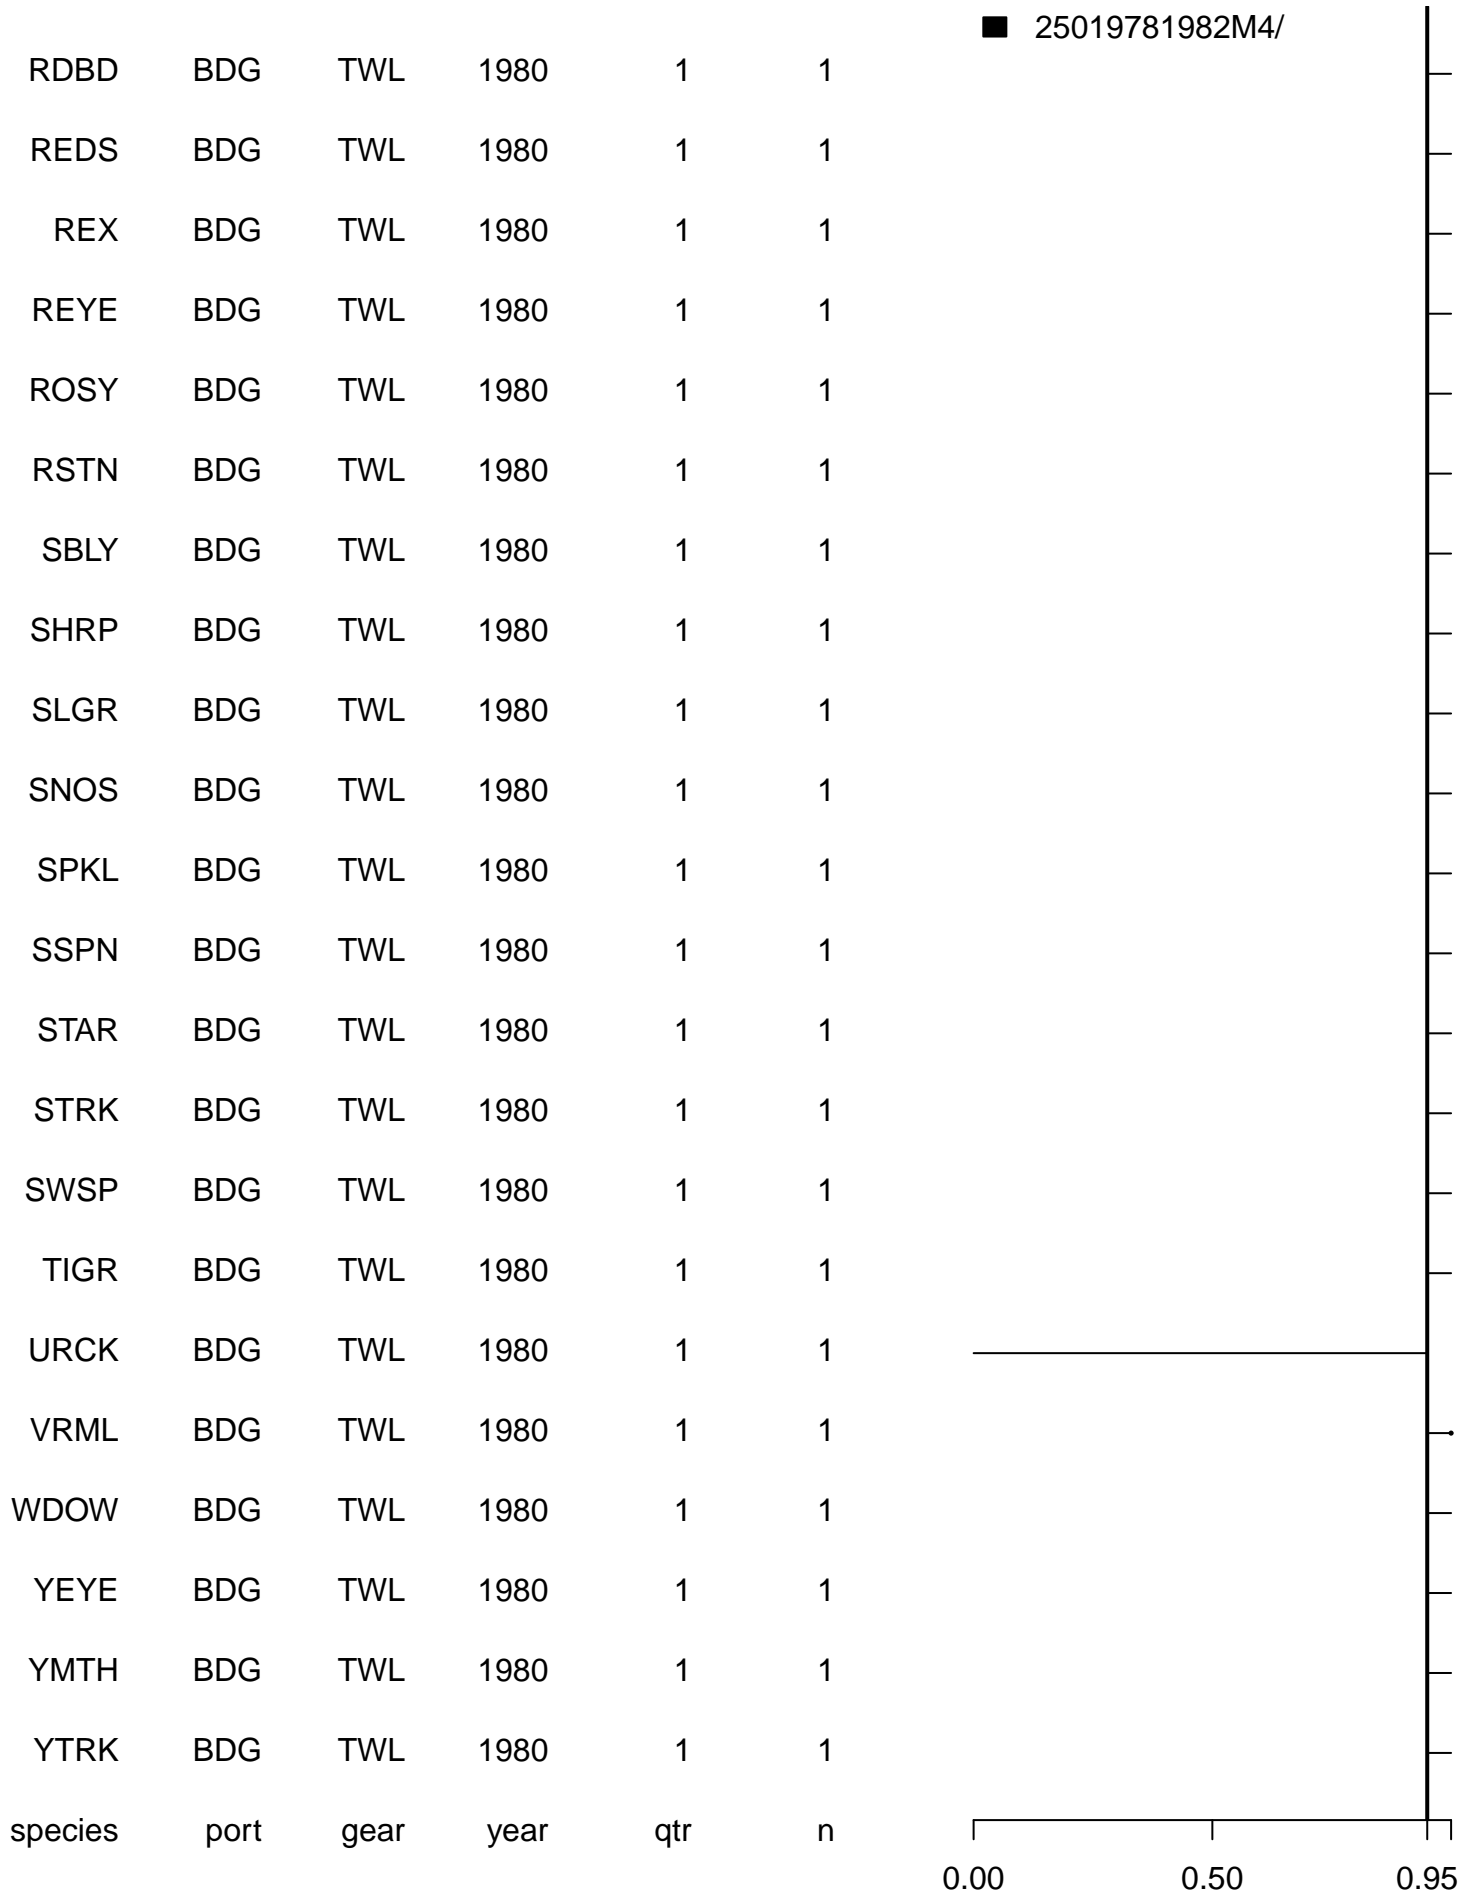 25019781982M4/
RDBD BDG TWL 1980 1 1
REDS BDG TWL 1980 1 1
REX BDG TWL 1980 1 1
REYE BDG TWL 1980 1 1
ROSY BDG TWL 1980 1 1
RSTN BDG TWL 1980 1 1
SBLY BDG TWL 1980 1 1
SHRP BDG TWL 1980 1 1
SLGR BDG TWL 1980 1 1
SNOS BDG TWL 1980 1 1
SPKL BDG TWL 1980 1 1
SSPN BDG TWL 1980 1 1
STAR BDG TWL 1980 1 1
STRK BDG TWL 1980 1 1
SWSP BDG TWL 1980 1 1
TIGR BDG TWL 1980 1 1
URCK BDG TWL 1980 1 1
VRML BDG TWL 1980 1 1
WDOW BDG TWL 1980 1 1
YEYE BDG TWL 1980 1 1
YMTH BDG TWL 1980 1 1
YTRK BDG TWL 1980 1 1
species port gear year qtr n
0.00 0.50 0.95